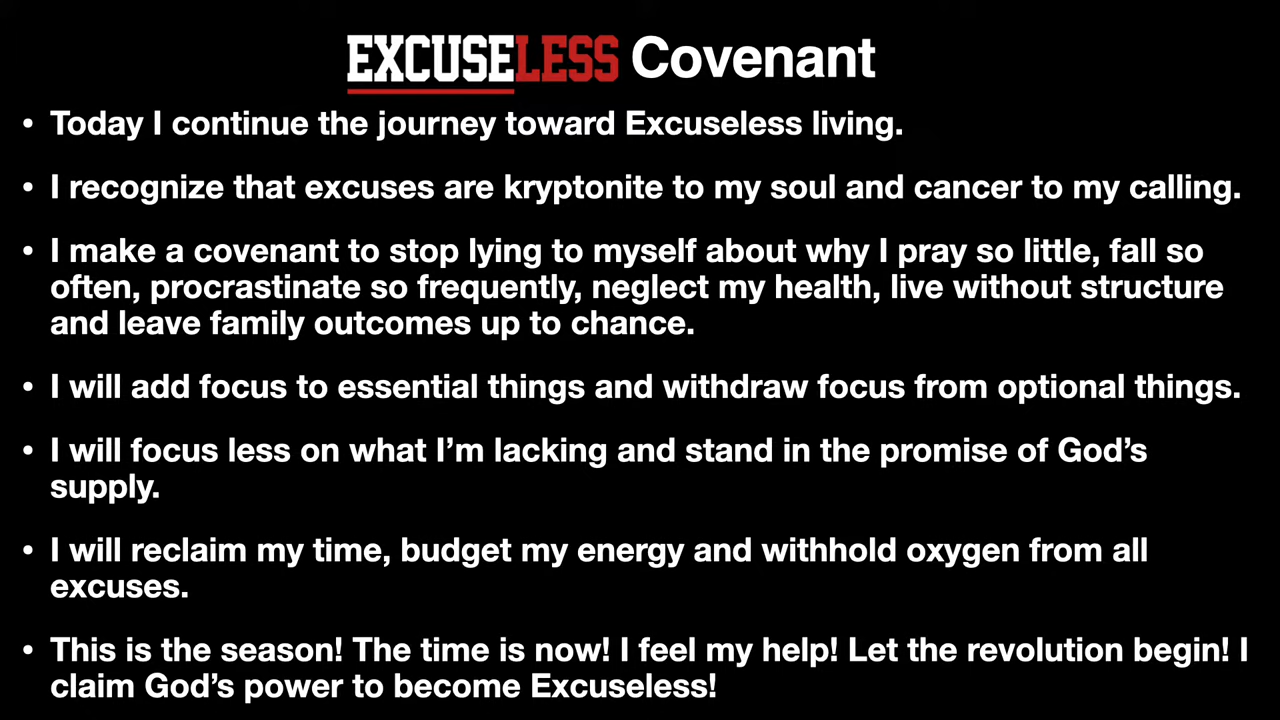 EXCUSELESS Covenant
• Today I continue the journey toward Excuseless living.
• I recognize that excuses are kryptonite to my soul and cancer to my calling.
• I make a covenant to stop lying to myself about why I pray so little, fall so
often, procrastinate so frequently, neglect my health, live without structure
and leave family outcomes up to chance.
• I will add focus to essential things and withdraw focus from optional things.
• I will focus less on what I’m lacking and stand in the promise of God’s
supply.
• I will reclaim my time, budget my energy and withhold oxygen from all
excuses.
• This is the season! The time is now! I feel my help! Let the revolution begin! I
claim God’s power to become Excuseless!